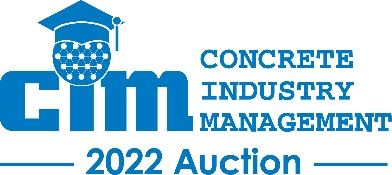 cim
CONCRETE
INDUSTRY
MANAGEMENT
2022 Auction